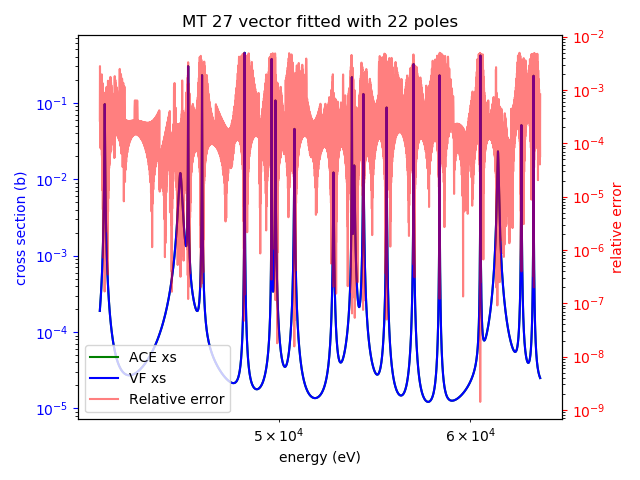 MT 27 vector fitted with 22 poles
cross section (b)
10⁻¹
10⁻²
10⁻³
10⁻⁴
10⁻⁵
10⁻²
10⁻³
10⁻⁴
10⁻⁵
10⁻⁶
10⁻⁷
10⁻⁸
10⁻⁹
relative error
ACE xs
VF xs
Relative error
5 × 10⁴
6 × 10⁴
energy (eV)